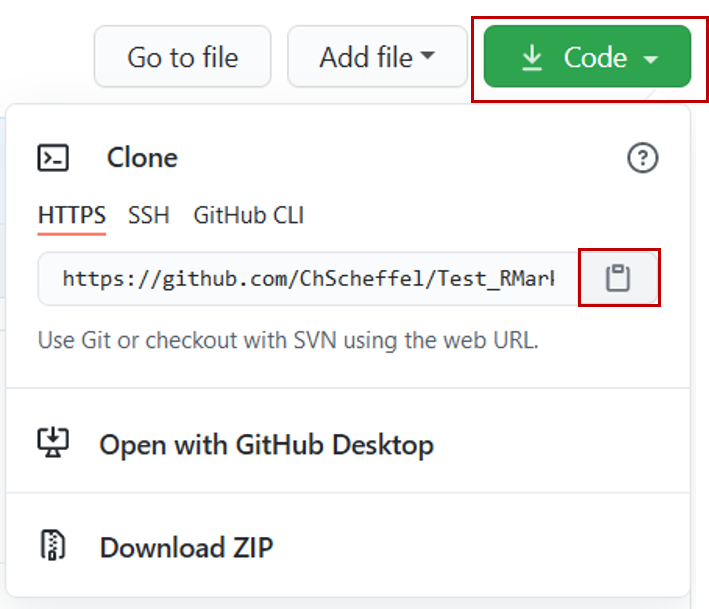 Go to file Add file Code
Clone
HTTPS SSH GitHub CLI
https://github.com/ChScheffel/Test_RMar
Use Git or checkout with SVN using the web URL.
Open with GitHub Desktop
Download ZIP